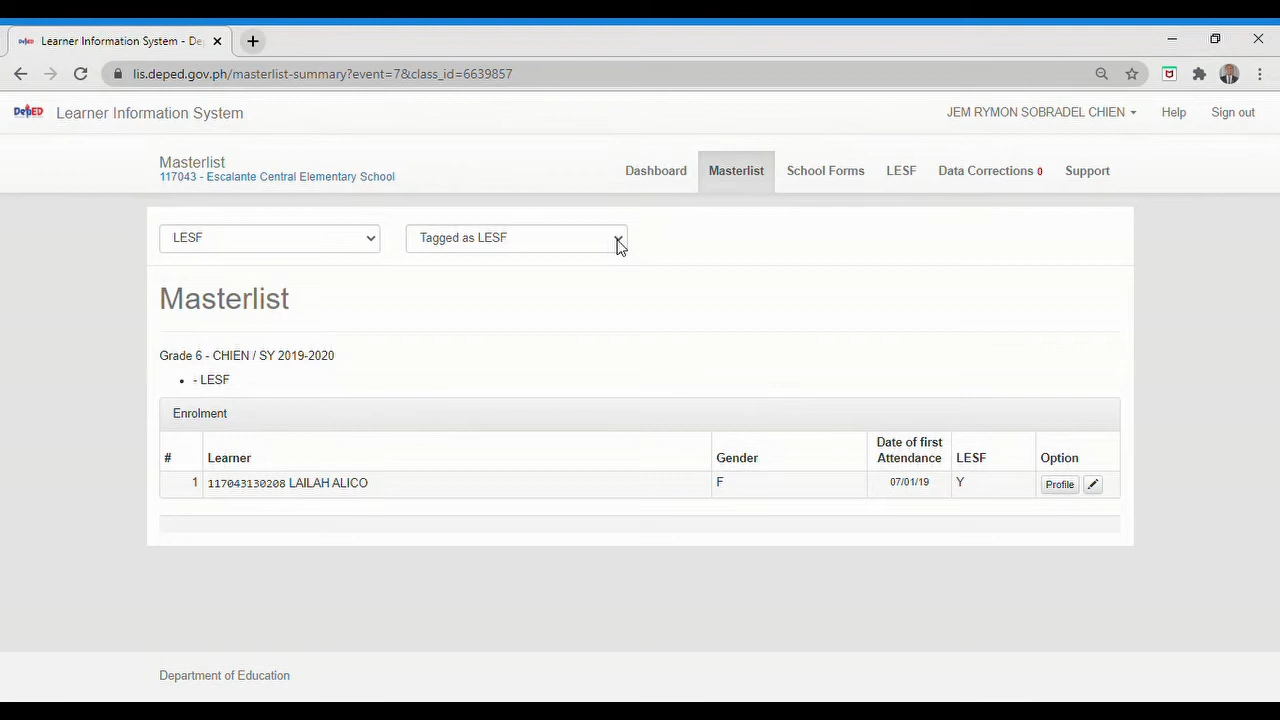 Learner Information System - De
lis.deped.gov.ph/masterlist-summary?event=7&class_id=6639857
DepED Learner Information System JEM RYMON SOBRADEL CHIEN Help Sign out
Masterlist
117043 - Escalante Central Elementary School
Dashboard Masterlist School Forms LESF Data Corrections 0 Support
LESF Tagged as LESF
Masterlist
Grade 6 - CHIEN / SY 2019-2020
- LESF
Enrolment
# Learner Gender Date of first Attendance LESF Option
1 117043130208 LAILAH ALICO F 07/01/19 Y Profile
Department of Education